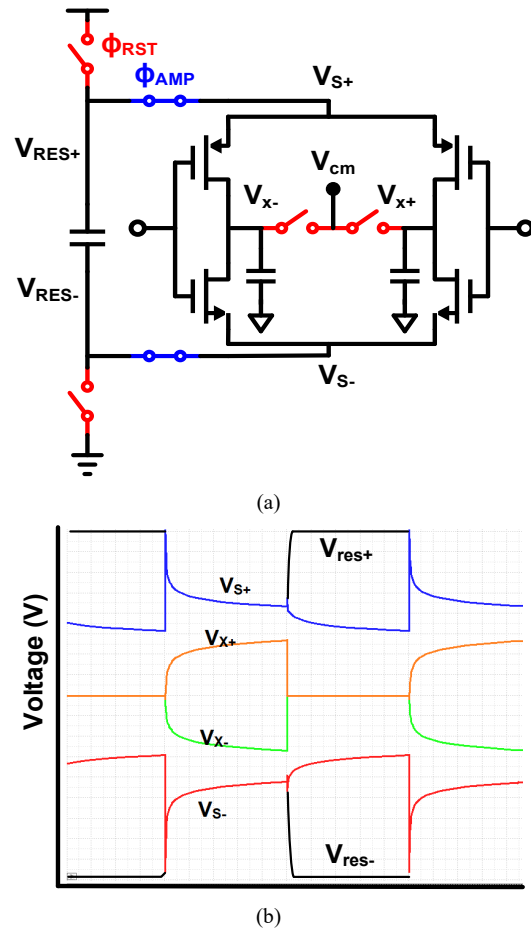 ΦRST
ΦAMP
VS+
VRES+
Vcm
Vx-
Vx+
VRES-
VS-
(a)
Voltage (V)
Vres+
VS+
VX+
VX-
VS-
Vres-
(b)